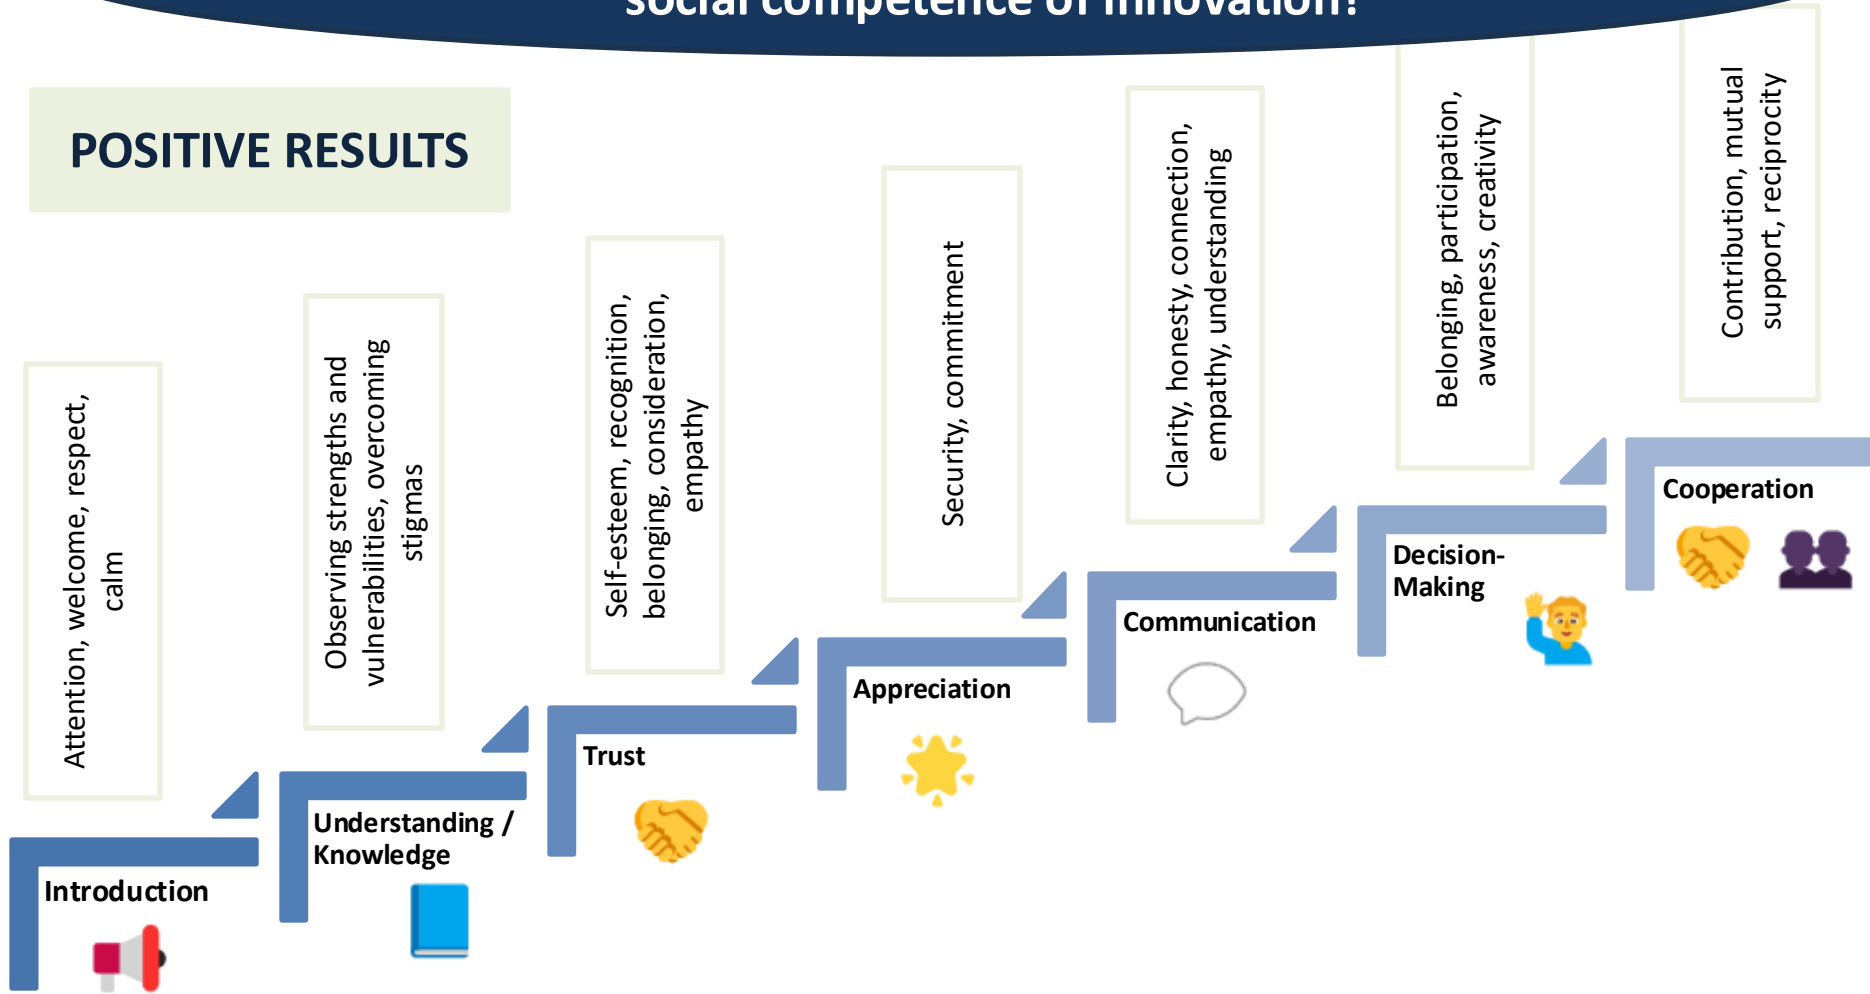 social competence of innovation?
POSITIVE RESULTS
Attention, welcome, respect,
calm
Observing strengths and
vulnerabilities, overcoming
stigmas
Self-esteem, recognition,
belonging, consideration,
empathy
Security, commitment
Clarity, honesty, connection,
empathy, understanding
Belonging, participation,
awareness, creativity
Contribution, mutual
support, reciprocity
Introduction
Understanding /
Knowledge
Trust
Appreciation
Communication
Decision-
Making
Cooperation